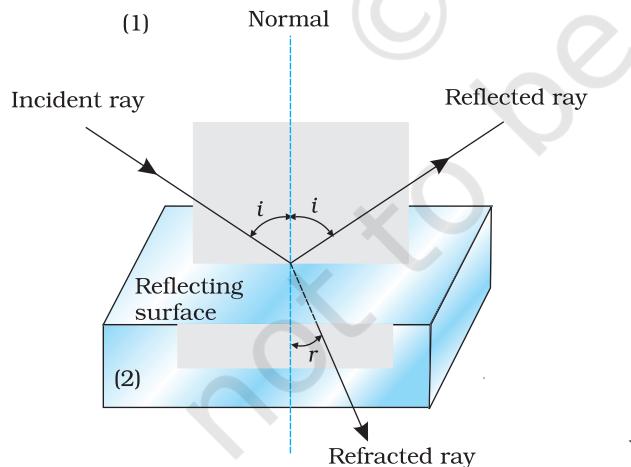 (1)
Normal
©
not to be
Incident ray
Reflected ray
i
i
Reflecting
surface
r
(2)
Refracted ray